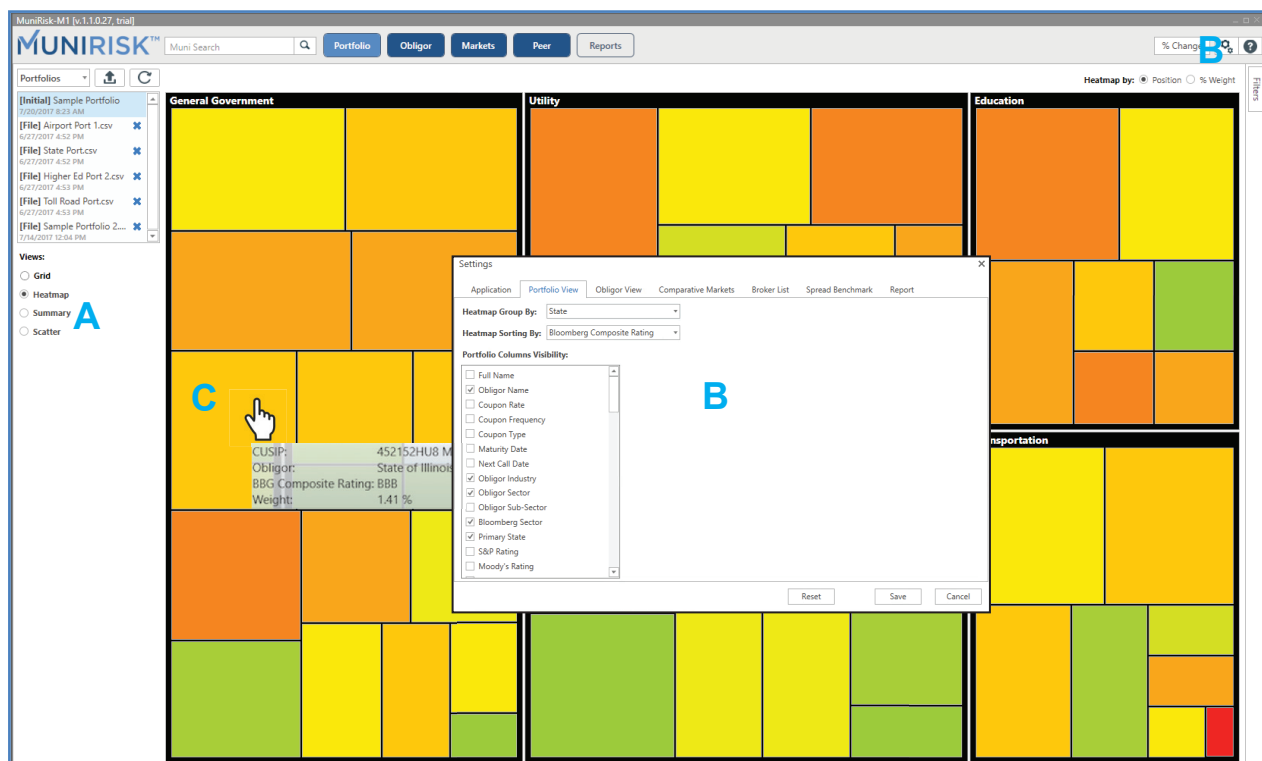 MuniRisk-M1 [v.1.1.0.27, trial]
MUNIRISK™
Muni Search
Portfolio
Obligor
Markets
Peer
Reports
% Change
B
Portfolios
Heatmap by: Position % Weight
Filters
[Initial] Sample Portfolio
7/20/2017 8:23 AM
[File] Airport Port 1.csv
6/27/2017 4:52 PM
[File] State Port.csv
6/27/2017 4:52 PM
[File] Higher Ed Port 2.csv
6/27/2017 4:53 PM
[File] Toll Road Port.csv
6/27/2017 4:53 PM
[File] Sample Portfolio 2....
7/14/2017 12:04 PM
Views:
Grid
Heatmap
Summary
Scatter
A
General Government
Utility
Education
C
CUSIP: 452152HU8 M
Obligor: State of Illinois
BBG Composite Rating: BBB
Weight: 1.41 %
Settings
Application Portfolio View Obligor View Comparative Markets Broker List Spread Benchmark Report
Heatmap Group By: State
Heatmap Sorting By: Bloomberg Composite Rating
Portfolio Columns Visibility:
Full Name
Obligor Name
Coupon Rate
Coupon Frequency
Coupon Type
Maturity Date
Next Call Date
Obligor Industry
Obligor Sector
Obligor Sub-Sector
Bloomberg Sector
Primary State
S&P Rating
Moody's Rating
B
Reset Save Cancel
nsportation